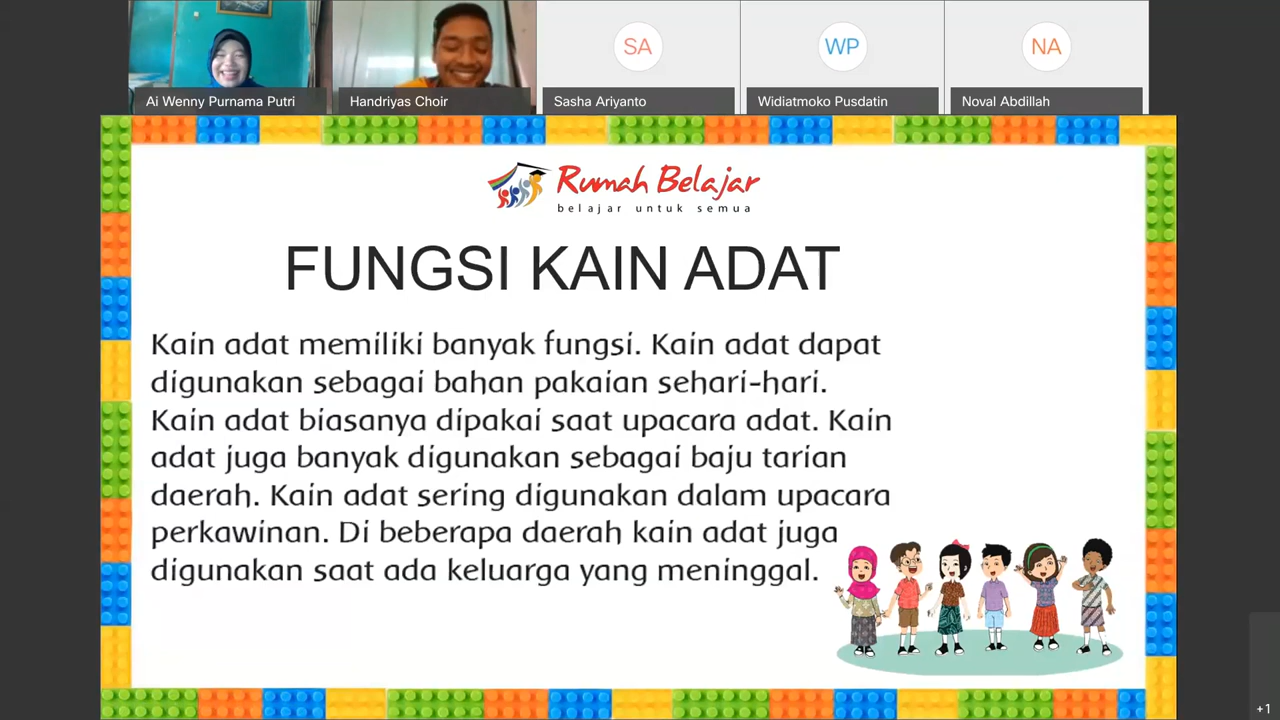 SA
WP
NA
Ai Wenny Purnama Putri
Handriyas Choir
Sasha Ariyanto
Widiatmoko Pusdatin
Noval Abdillah
Rumah Belajar
belajar untuk semua
FUNGSI KAIN ADAT
Kain adat memiliki banyak fungsi. Kain adat dapat
digunakan sebagai bahan pakaian sehari-hari.
Kain adat biasanya dipakai saat upacara adat. Kain
adat juga banyak digunakan sebagai baju tarian
daerah. Kain adat sering digunakan dalam upacara
perkawinan. Di beberapa daerah kain adat juga
digunakan saat ada keluarga yang meninggal.
+1